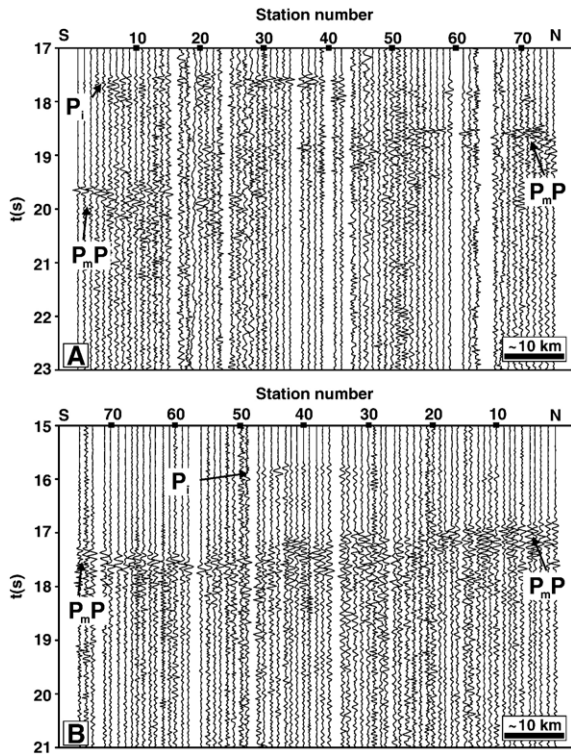 Station number
S 10 20 30 40 50 60 70 N
17
18
19
20
21
22
23
t(s)
Pi
PmP
PmP
A
~10 km
Station number
S 70 60 50 40 30 20 10 N
15
16
17
18
19
20
21
t(s)
Pi
PmP
PmP
B
~10 km